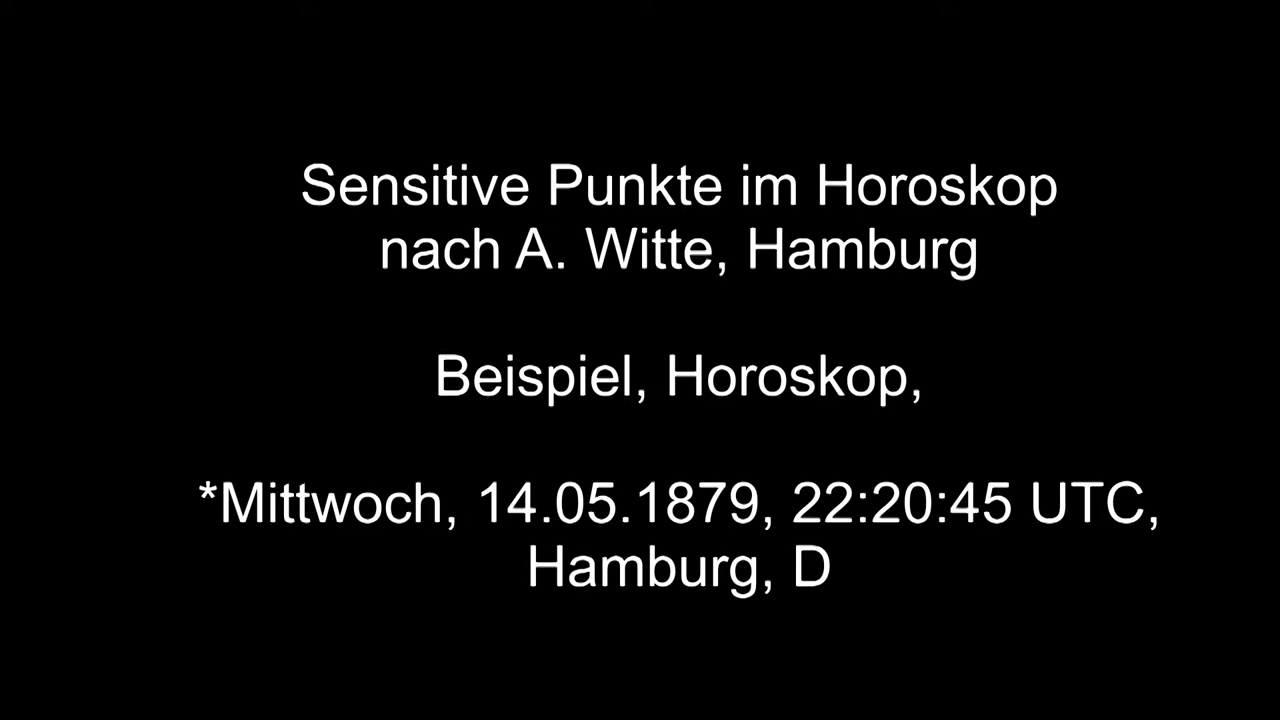 Sensitive Punkte im Horoskop
nach A. Witte, Hamburg
Beispiel, Horoskop,
*Mittwoch, 14.05.1879, 22:20:45 UTC,
Hamburg, D